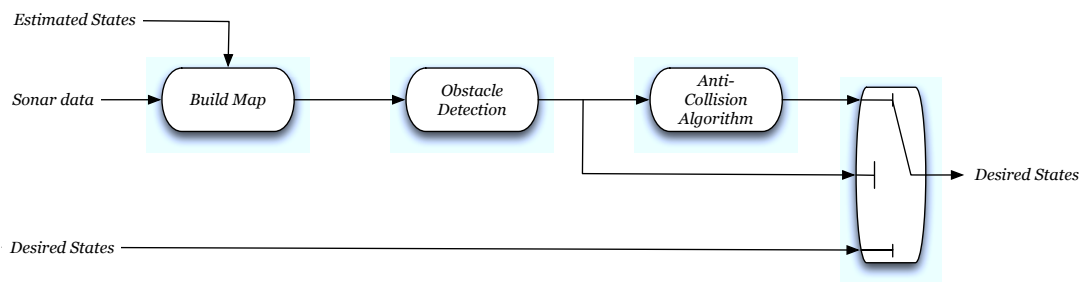 Estimated States
Sonar data
Build Map
Obstacle
Detection
Anti-
Collision
Algorithm
Desired States
Desired States